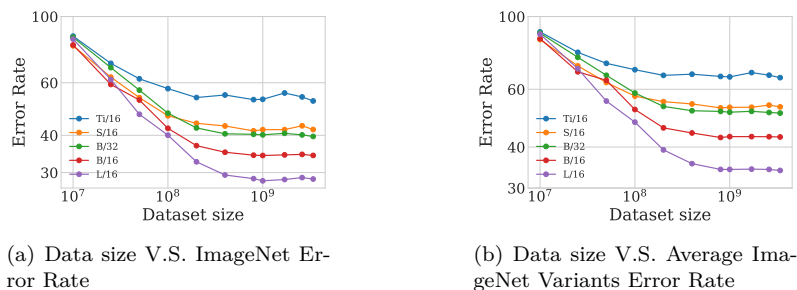 100
60
40
30
Error Rate
Ti/16
S/16
B/32
B/16
L/16
10^7
10^8
10^9
Dataset size
(a) Data size V.S. ImageNet Er-
ror Rate
100
60
40
30
Error Rate
Ti/16
S/16
B/32
B/16
L/16
10^7
10^8
10^9
Dataset size
(b) Data size V.S. Average Ima-
geNet Variants Error Rate